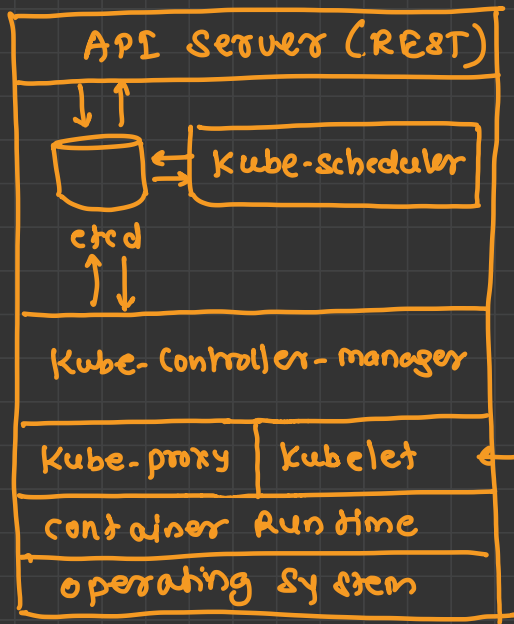 API Server (REST)
Kube-scheduler
etcd
Kube-Controller-manager
Kube-proxy
Kubelet
Container Runtime
Operating System